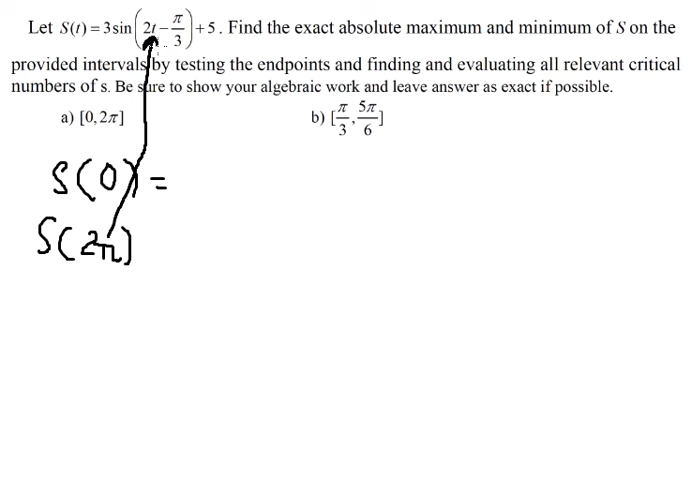 Let S(t) = 3sin(2t − π/3) + 5. Find the exact absolute maximum and minimum of S on the
provided intervals by testing the endpoints and finding and evaluating all relevant critical
numbers of s. Be sure to show your algebraic work and leave answer as exact if possible.
a) [0, 2π] b) [π/3, 5π/6]
S(0) =
S(2π)